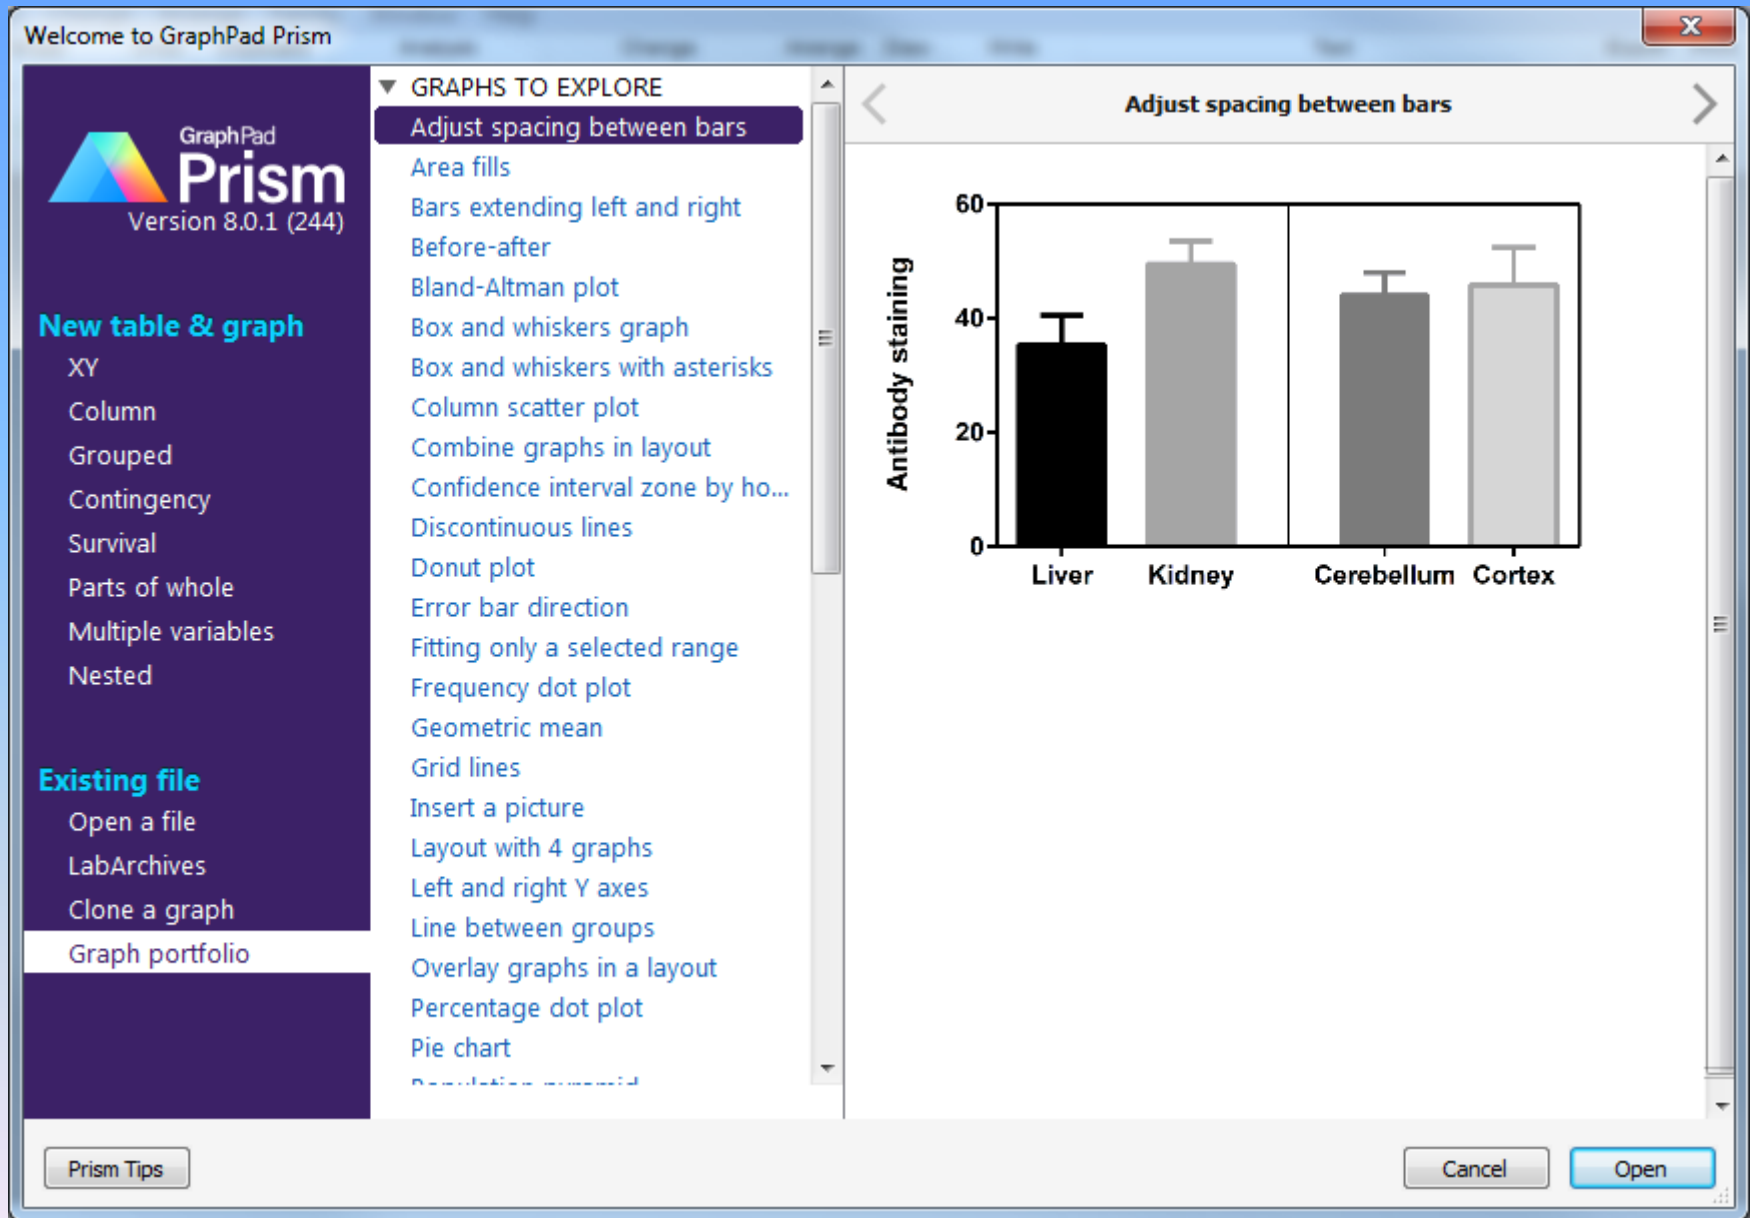 Welcome to GraphPad Prism
GraphPad
Prism
Version 8.0.1 (244)
New table & graph
XY
Column
Grouped
Contingency
Survival
Parts of whole
Multiple variables
Nested
Existing file
Open a file
LabArchives
Clone a graph
Graph portfolio
GRAPHS TO EXPLORE
Adjust spacing between bars
Area fills
Bars extending left and right
Before-after
Bland-Altman plot
Box and whiskers graph
Box and whiskers with asterisks
Column scatter plot
Combine graphs in layout
Confidence interval zone by ho...
Discontinuous lines
Donut plot
Error bar direction
Fitting only a selected range
Frequency dot plot
Geometric mean
Grid lines
Insert a picture
Layout with 4 graphs
Left and right Y axes
Line between groups
Overlay graphs in a layout
Percentage dot plot
Pie chart
Adjust spacing between bars
Antibody staining
60
40
20
0
Liver Kidney Cerebellum Cortex
Prism Tips
Cancel Open